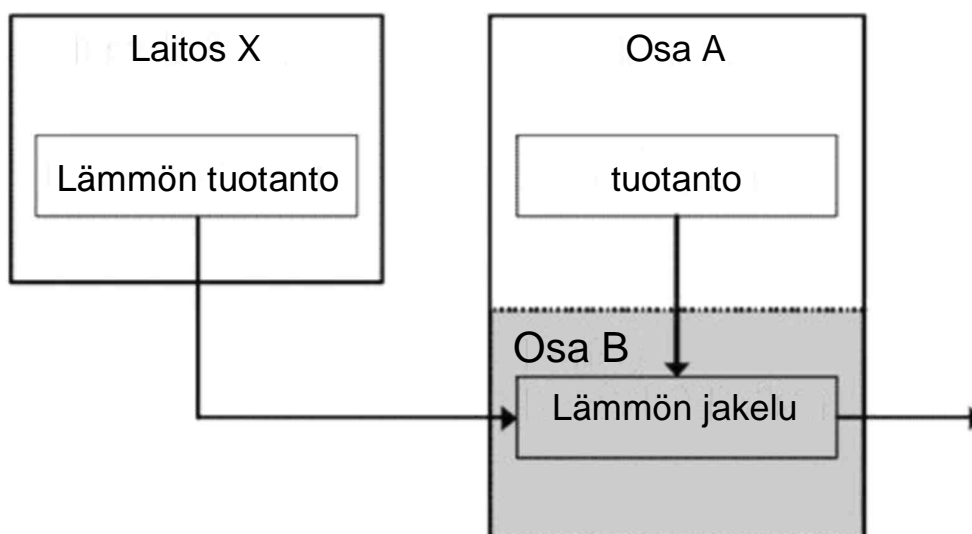 Laitos X
Lämmön tuotanto
Osa A
tuotanto
Osa B
Lämmön jakelu